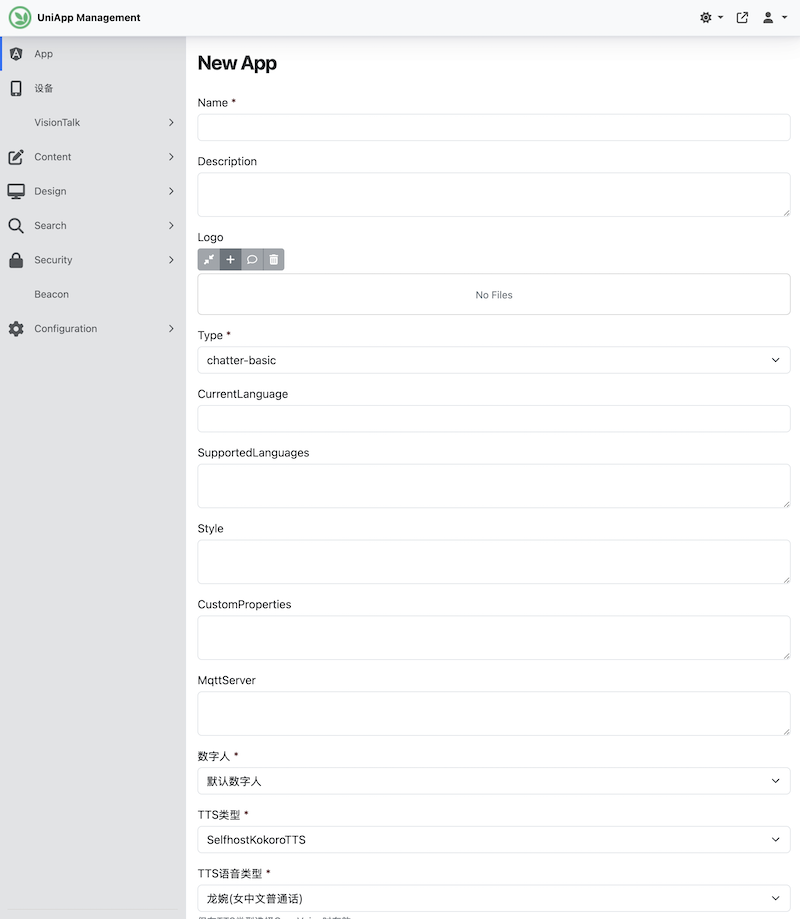 UniApp Management
App
设备
VisionTalk
Content
Design
Search
Security
Beacon
Configuration
New App
Name *
Description
Logo
No Files
Type *
chatter-basic
CurrentLanguage
SupportedLanguages
Style
CustomProperties
MqttServer
数字人 *
默认数字人
TTS类型 *
SelfhostKokoroTTS
TTS语音类型 *
龙婉(女中文普通话)